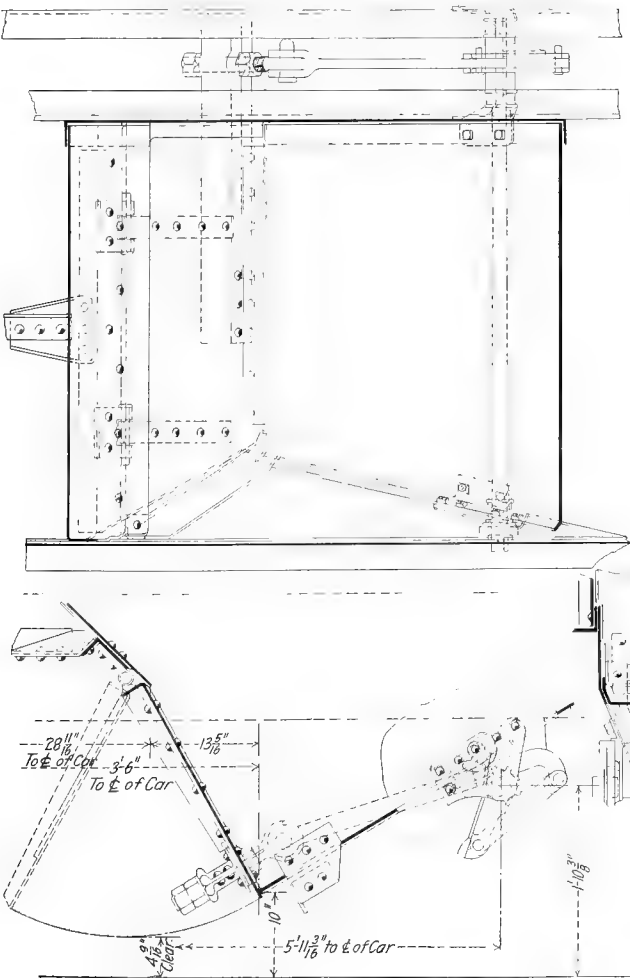 28 11/16"
To ℄ of Car
13 5/16"
3'-6"
To ℄ of Car
10"
1'-10 3/8"
4 9/16"
Clear.
5'-11 3/16" to ℄ of Car